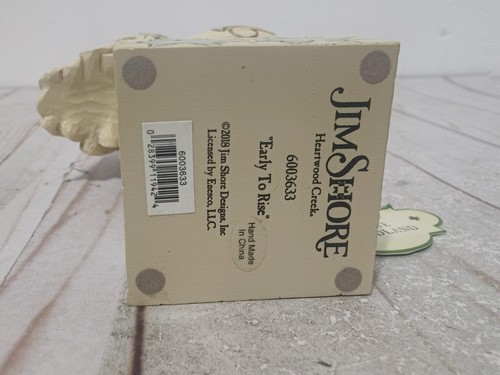 JIM SHORE
Heartwood Creek.
6003633
"Early To Rise"
Hand Made
In China
©2018 Jim Shore Designs, Inc
Licensed by Enesco, LLC.
6003633
0 28399 11942 4